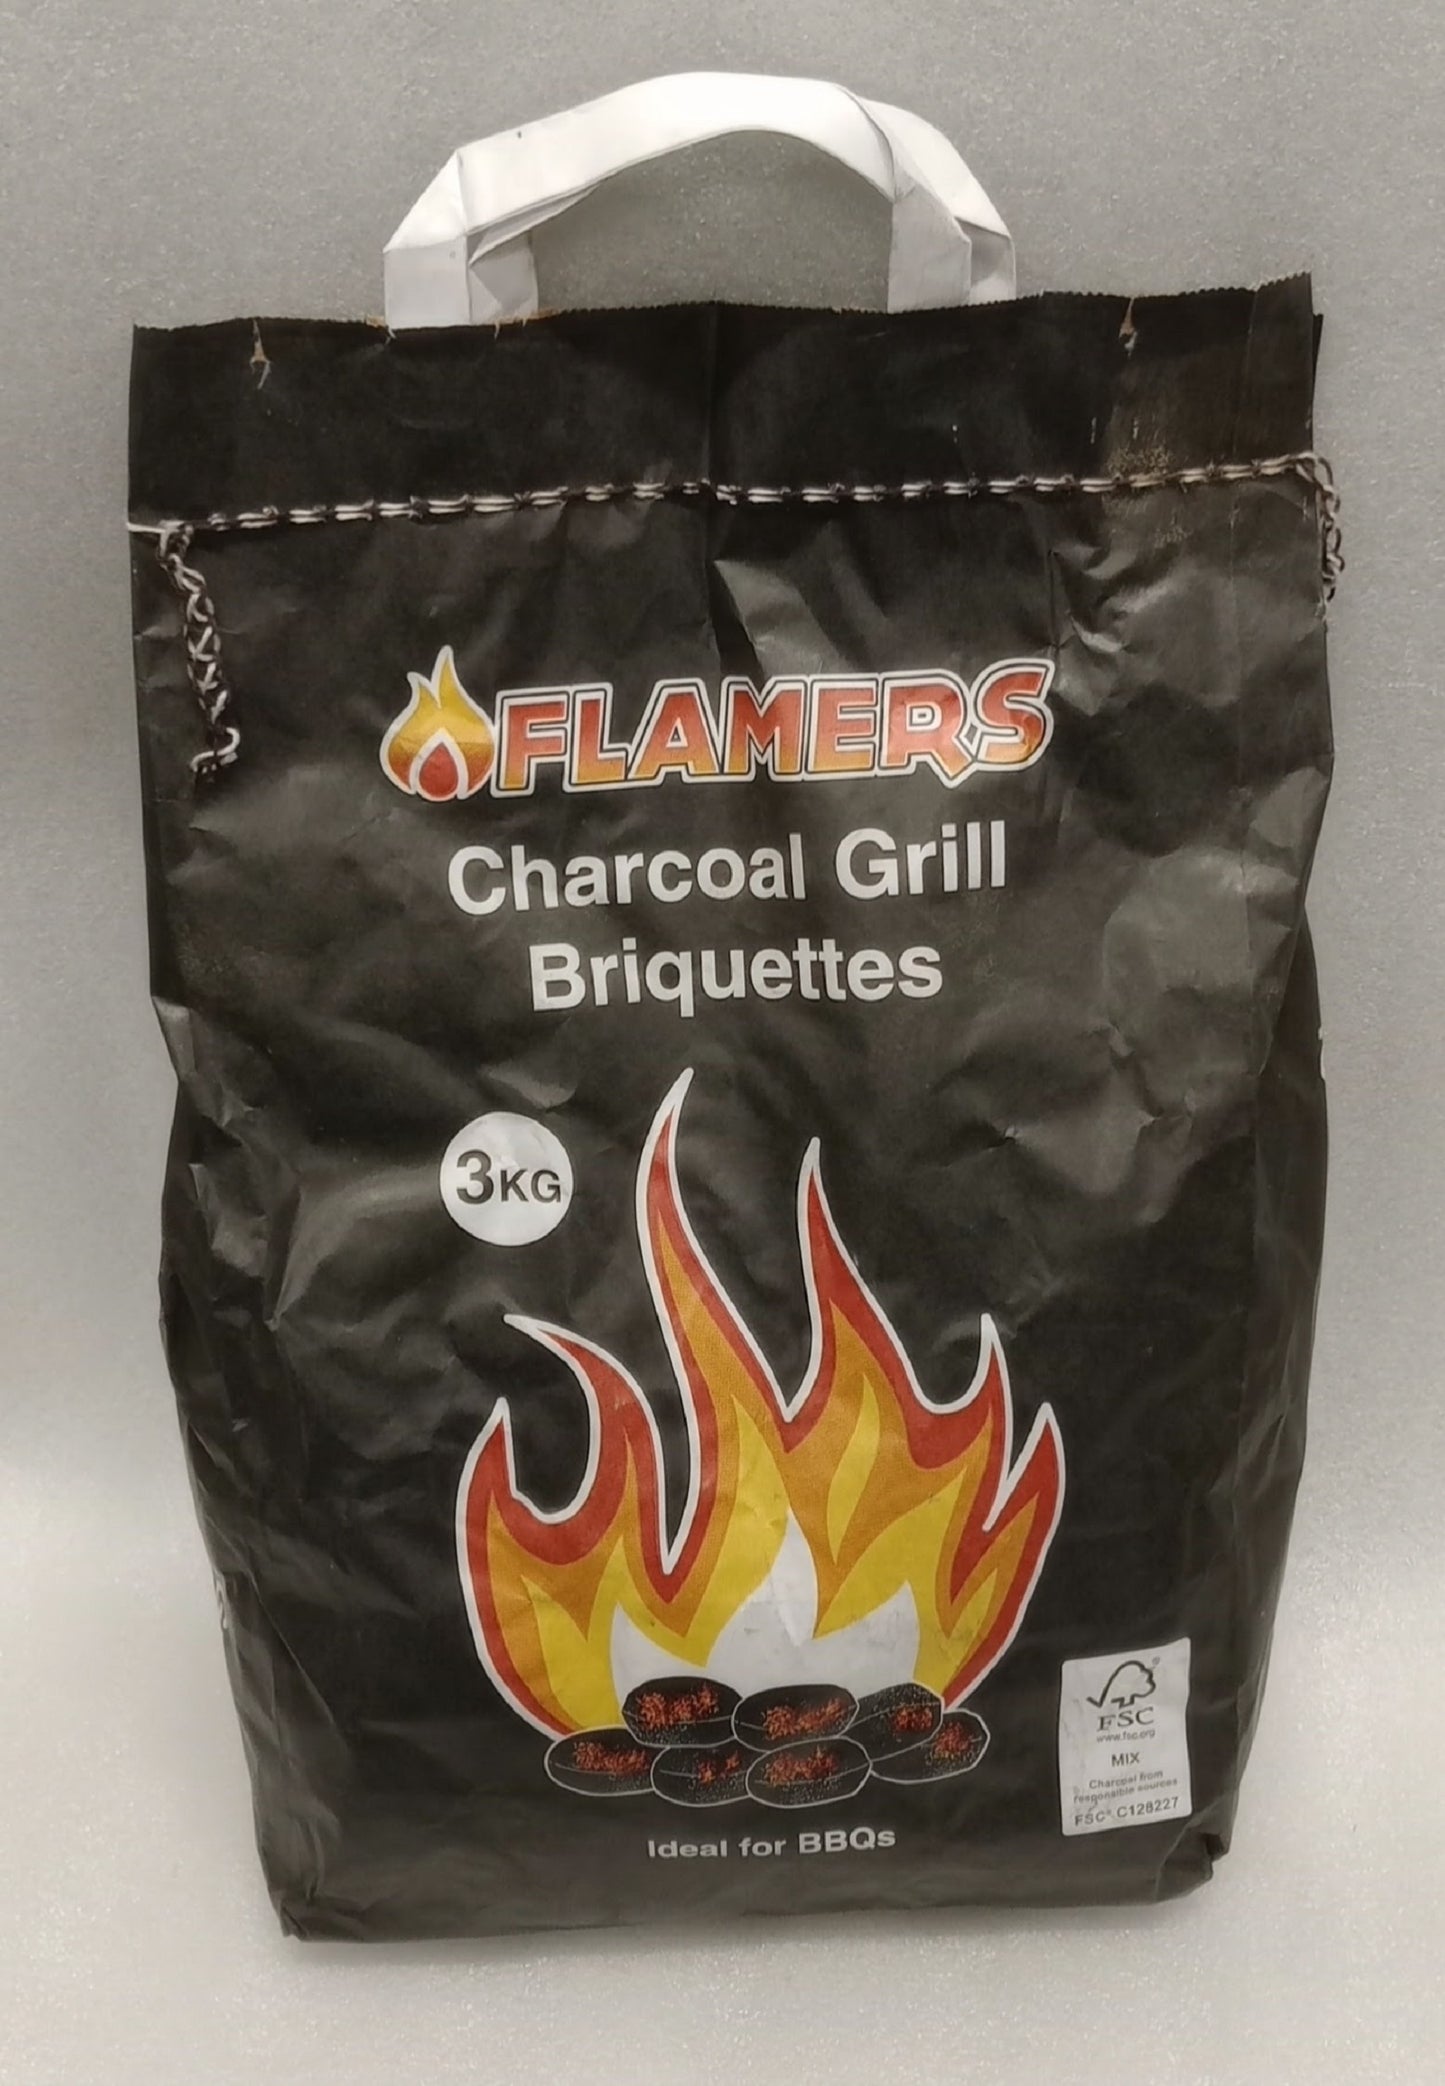 FLAMERS
Charcoal Grill
Briquettes
3KG
FSC
www.fsc.org
MIX
Charcoal from
responsible sources
FSC® C128227
Ideal for BBQs